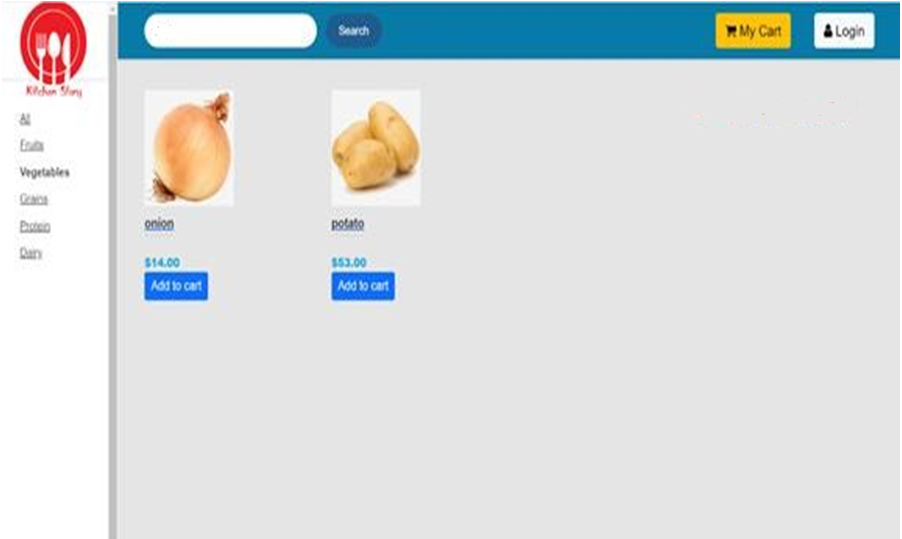 Kitchen Story
All
Fruits
Vegetables
Grains
Protein
Dairy
Search
My Cart
Login
onion
$14.00
Add to cart
potato
$53.00
Add to cart